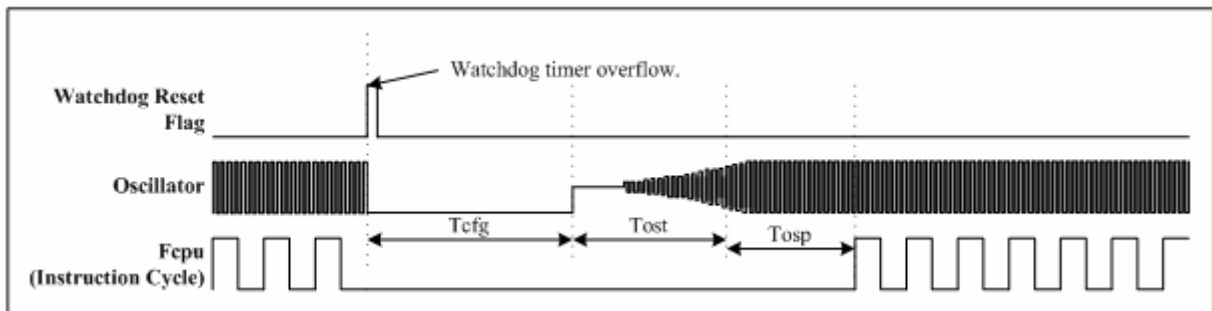 Watchdog timer overflow.
Watchdog Reset
Flag
Oscillator
Tcfg
Tost
Tosp
Fcpu
(Instruction Cycle)